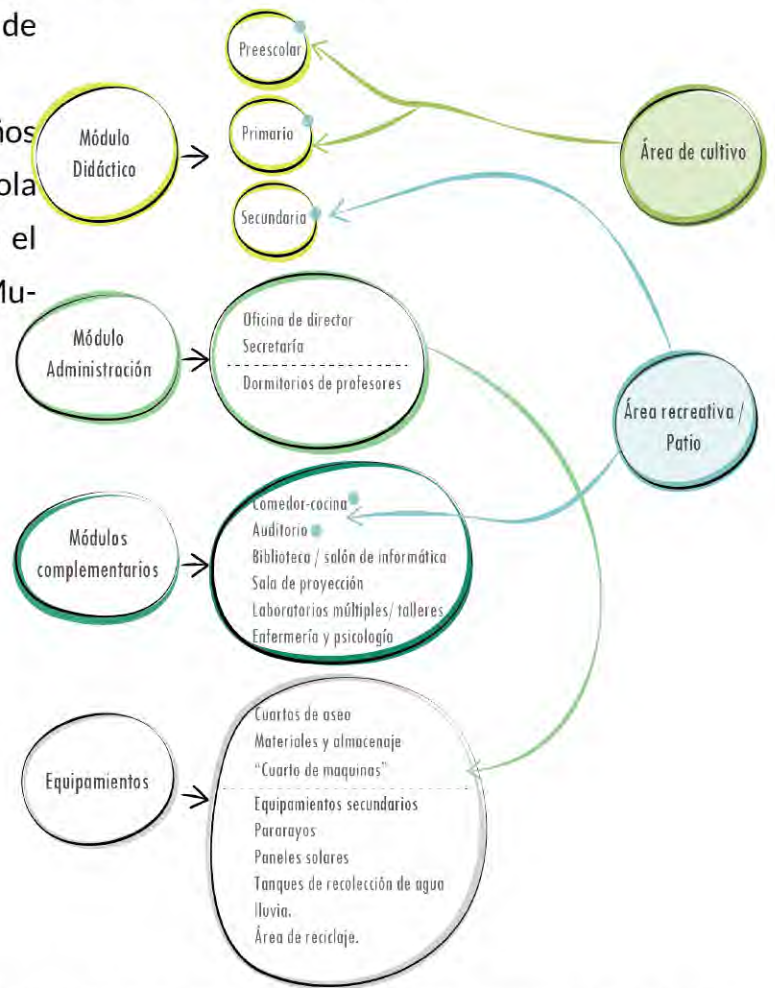 de
ños
ola
el
Mu-
Módulo
Didáctico
Preescolar
Primaria
Secundaria
Área de cultivo
Módulo
Administración
Oficina de director
Secretaría
Dormitorios de profesores
Área recreativa /
Patio
Módulos
complementarios
Comedor-cocina
Auditorio
Biblioteca / salón de informática
Sala de proyección
Laboratorios múltiples/ talleres
Enfermería y psicología
Equipamientos
Cuartos de aseo
Materiales y almacenaje
“Cuarto de maquinas”
Equipamientos secundarios
Pararayos
Paneles solares
Tanques de recolección de agua
lluvia.
Área de reciclaje.